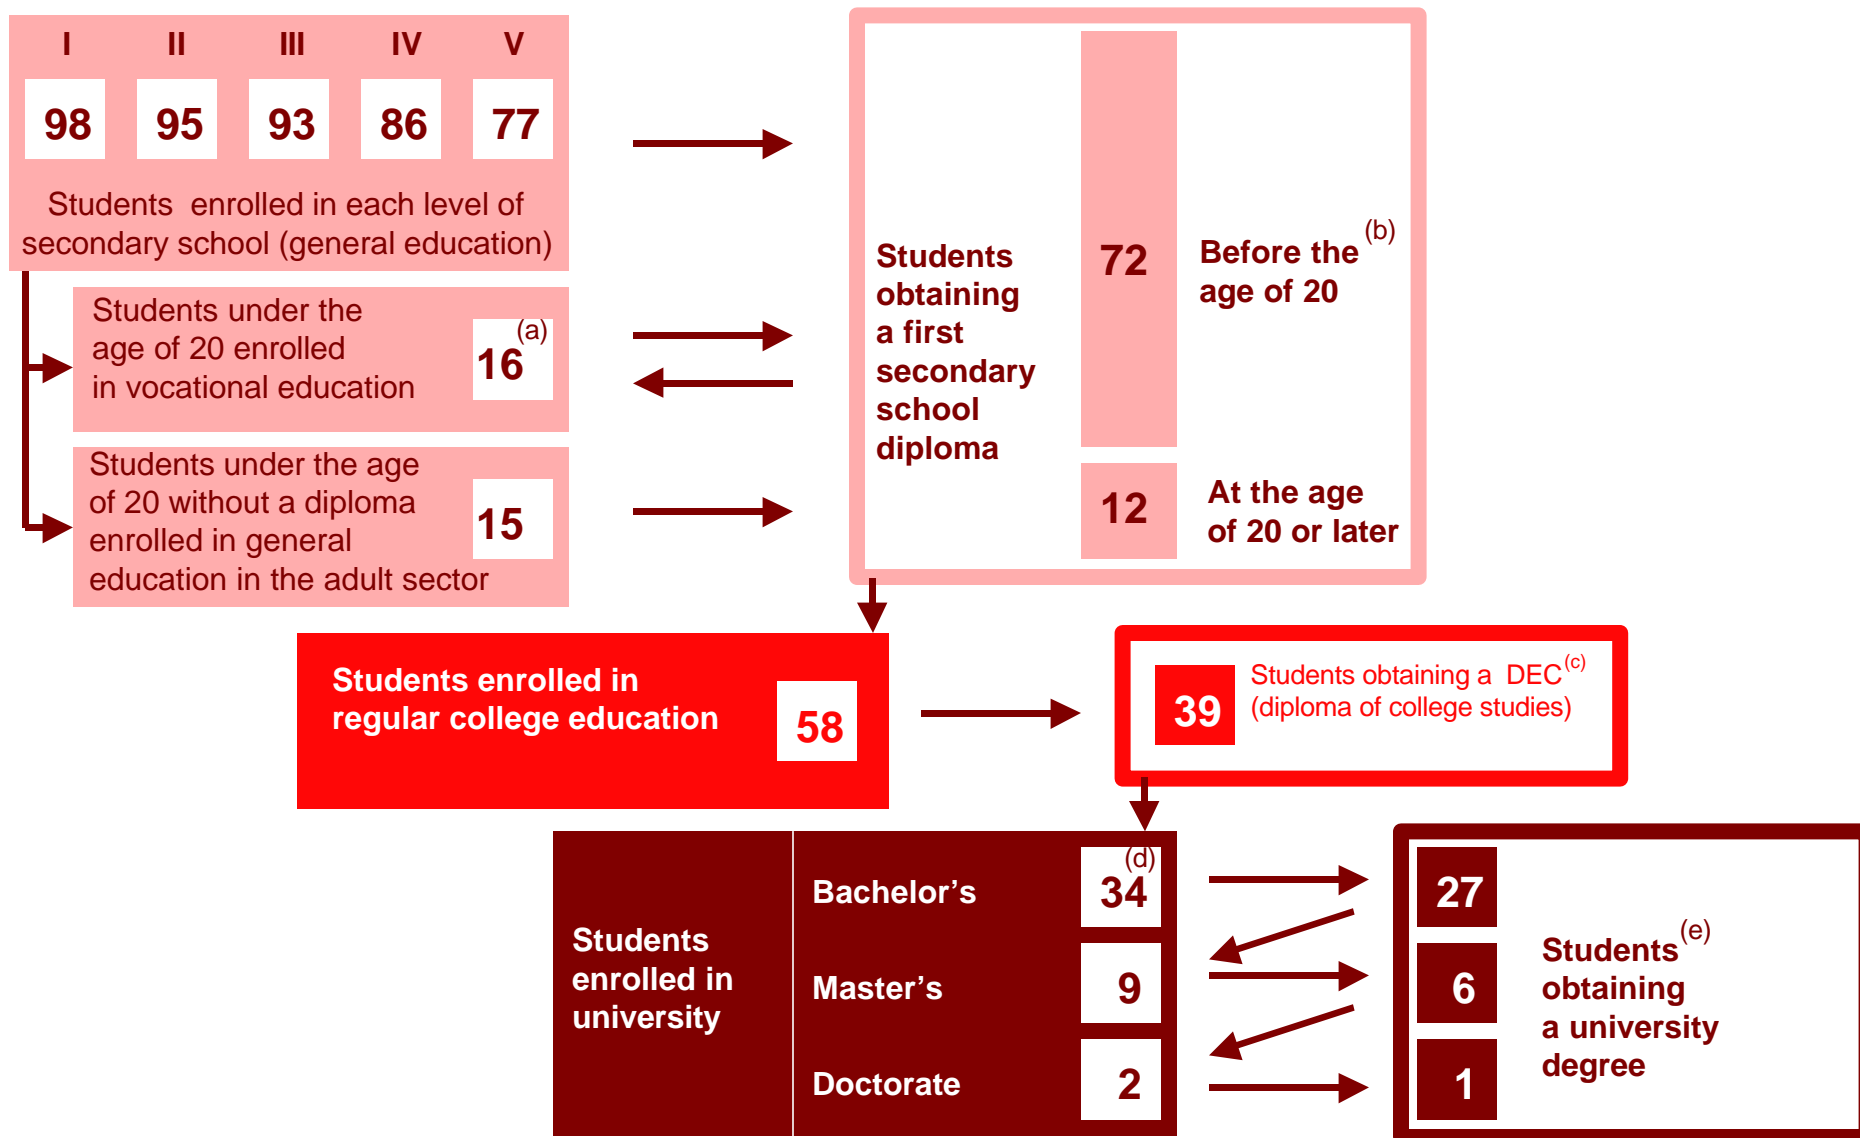 I II III IV V
98 95 93 86 77
Students enrolled in each level of
secondary school (general education)
Students under the
age of 20 enrolled
in vocational education
16 (a)
Students under the age
of 20 without a diploma
enrolled in general
education in the adult sector
15
Students
obtaining
a first
secondary
school
diploma
72
Before the (b)
age of 20
12
At the age
of 20 or later
Students enrolled in
regular college education
58
39
Students obtaining a DEC (c)
(diploma of college studies)
Students
enrolled in
university
Bachelor’s
34 (d)
Master’s
9
Doctorate
2
27
6
1
Students (e)
obtaining
a university
degree